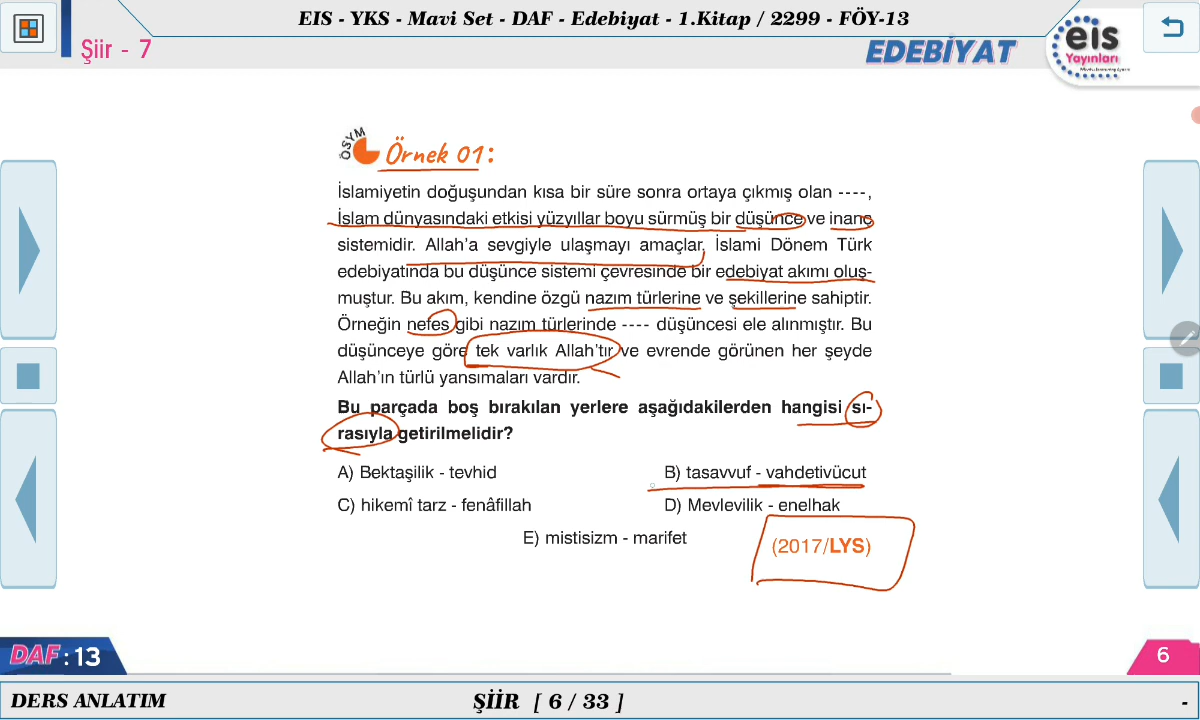 EIS - YKS - Mavi Set - DAF - Edebiyat - 1.Kitap / 2299 - FÖY-13
Şiir - 7
EDEBİYAT
eis
Yayınları
ÖSYM
Örnek 01:
İslamiyetin doğuşundan kısa bir süre sonra ortaya çıkmış olan ----,
İslam dünyasındaki etkisi yüzyıllar boyu sürmüş bir düşünce ve inanç
sistemidir. Allah'a sevgiyle ulaşmayı amaçlar. İslami Dönem Türk
edebiyatında bu düşünce sistemi çevresinde bir edebiyat akımı oluş-
muştur. Bu akım, kendine özgü nazım türlerine ve şekillerine sahiptir.
Örneğin nefes gibi nazım türlerinde ---- düşüncesi ele alınmıştır. Bu
düşünceye göre tek varlık Allah'tır ve evrende görünen her şeyde
Allah'ın türlü yansımaları vardır.
Bu parçada boş bırakılan yerlere aşağıdakilerden hangisi sı-
rasıyla getirilmelidir?
A) Bektaşilik - tevhid
B) tasavvuf - vahdetivücut
C) hikemî tarz - fenâfillah
D) Mevlevilik - enelhak
E) mistisizm - marifet
(2017/LYS)
DAF : 13
6
DERS ANLATIM
ŞİİR [ 6 / 33 ]
-